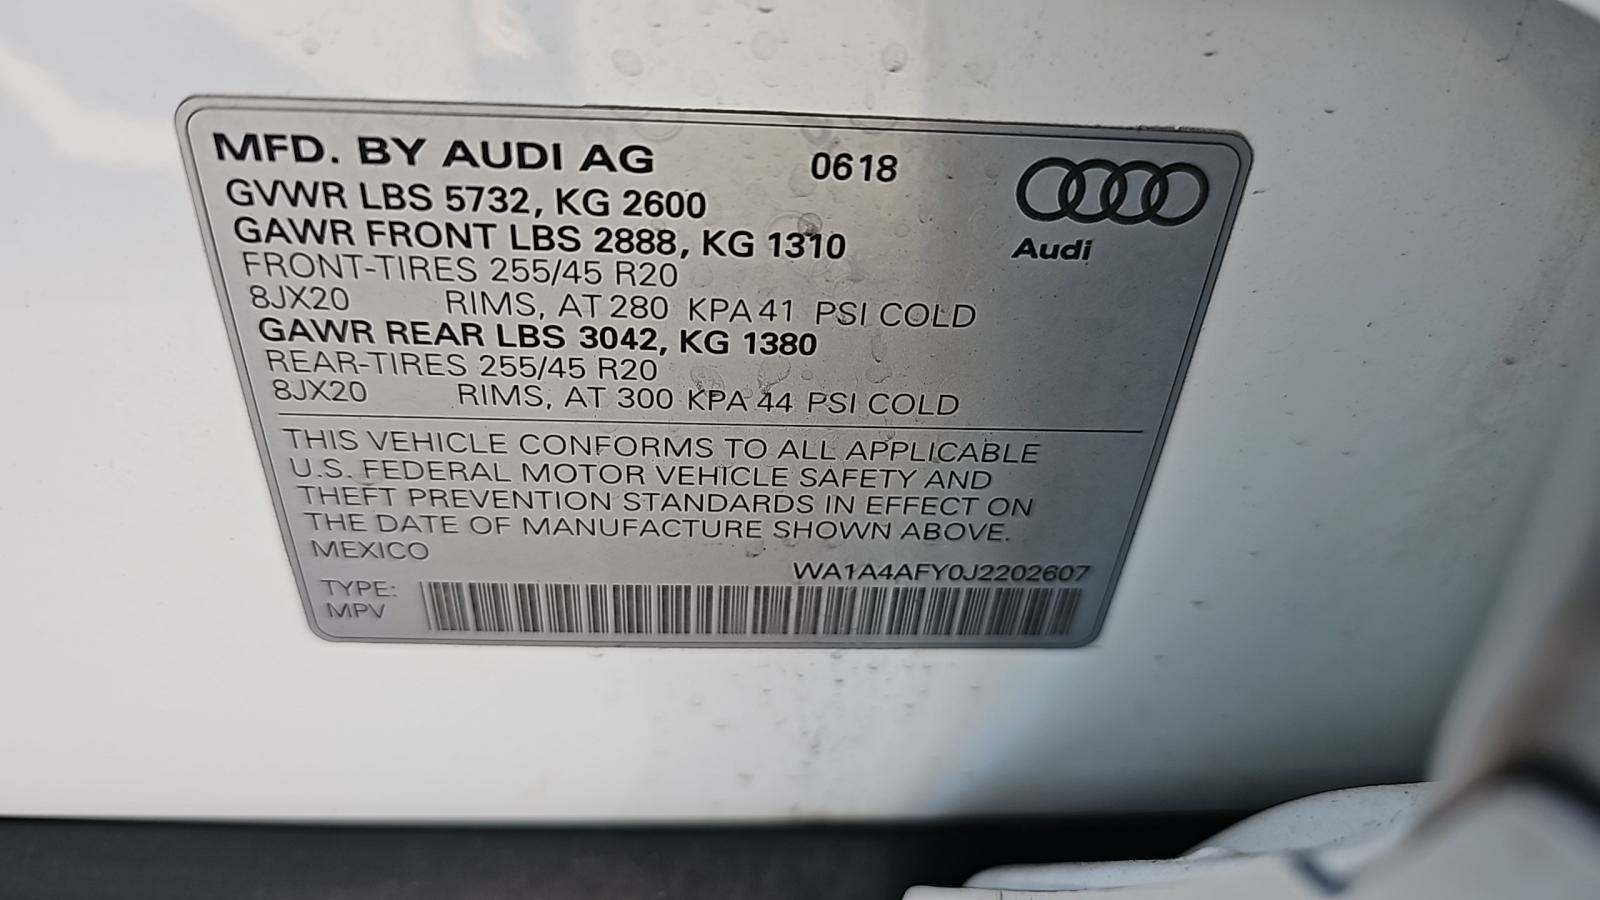 MFD. BY AUDI AG 0618
GVWR LBS 5732, KG 2600
GAWR FRONT LBS 2888, KG 1310
Audi
FRONT-TIRES 255/45 R20
8JX20 RIMS, AT 280 KPA 41 PSI COLD
GAWR REAR LBS 3042, KG 1380
REAR-TIRES 255/45 R20
8JX20 RIMS, AT 300 KPA 44 PSI COLD
THIS VEHICLE CONFORMS TO ALL APPLICABLE
U.S. FEDERAL MOTOR VEHICLE SAFETY AND
THEFT PREVENTION STANDARDS IN EFFECT ON
THE DATE OF MANUFACTURE SHOWN ABOVE.
MEXICO
WA1A4AFY0J2202607
TYPE:
MPV